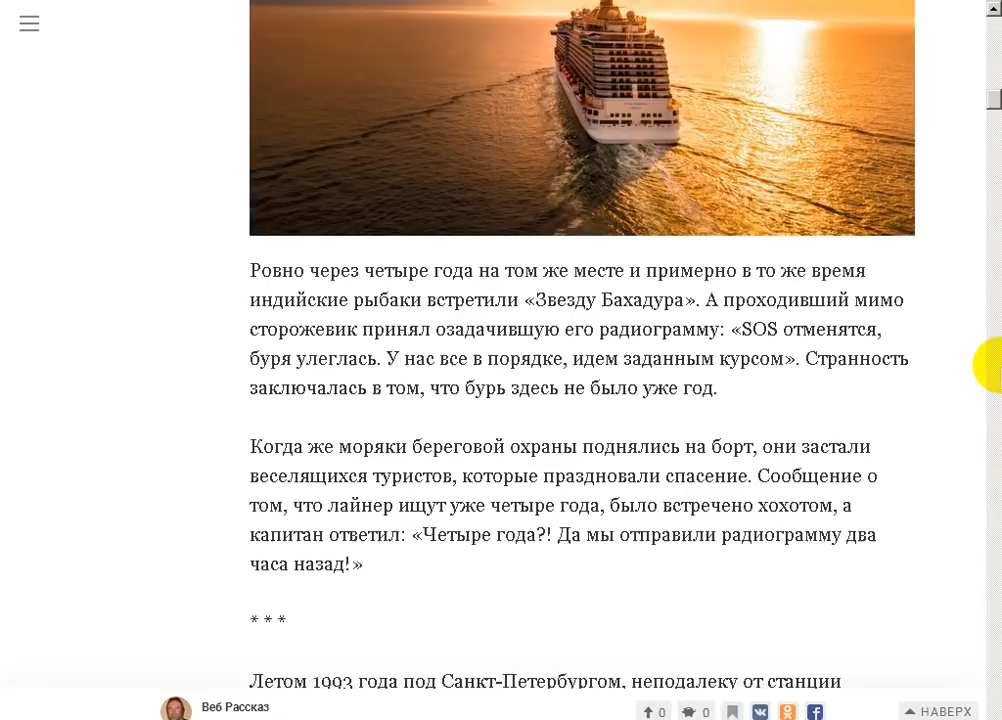 Ровно через четыре года на том же месте и примерно в то же время
индийские рыбаки встретили «Звезду Бахадура». А проходивший мимо
сторожевик принял озадачившую его радиограмму: «SOS отменятся,
буря улеглась. У нас все в порядке, идем заданным курсом». Странность
заключалась в том, что бурь здесь не было уже год.
Когда же моряки береговой охраны поднялись на борт, они застали
веселящихся туристов, которые праздновали спасение. Сообщение о
том, что лайнер ищут уже четыре года, было встречено хохотом, а
капитан ответил: «Четыре года?! Да мы отправили радиограмму два
часа назад!»
* * *
Летом 1993 года под Санкт-Петербургом, неподалеку от станции
Веб Рассказ
0 0 НАВЕРХ